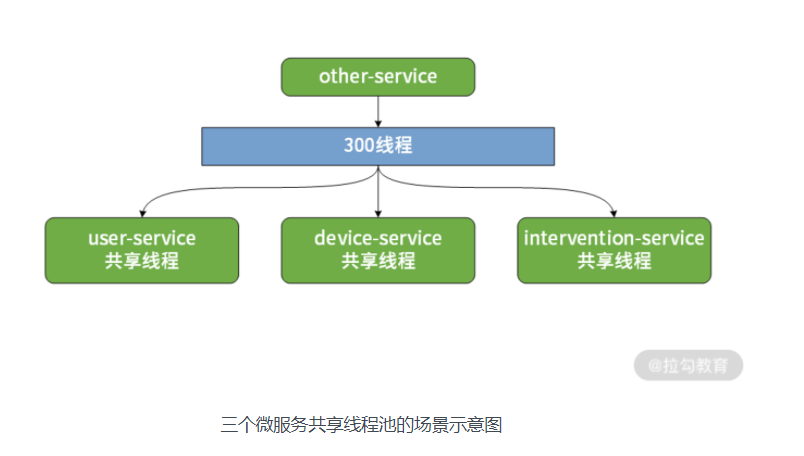 other-service
300线程
user-service
共享线程
device-service
共享线程
intervention-service
共享线程
@拉勾教育
三个微服务共享线程池的场景示意图